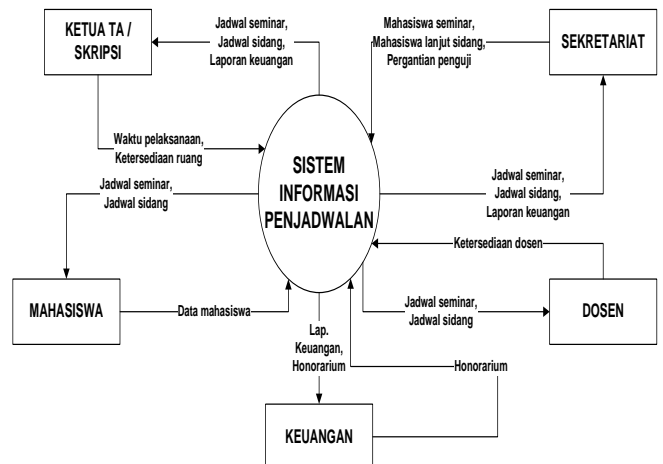 KETUA TA /
SKRIPSI
Jadwal seminar,
Jadwal sidang,
Laporan keuangan
Mahasiswa seminar,
Mahasiswa lanjut sidang,
Pergantian penguji
SEKRETARIAT
Waktu pelaksanaan,
Ketersediaan ruang
SISTEM
INFORMASI
PENJADWALAN
Jadwal seminar,
Jadwal sidang
Jadwal seminar,
Jadwal sidang,
Laporan keuangan
Ketersediaan dosen
MAHASISWA
Data mahasiswa
Jadwal seminar,
Jadwal sidang
DOSEN
Lap.
Keuangan,
Honorarium
Honorarium
KEUANGAN